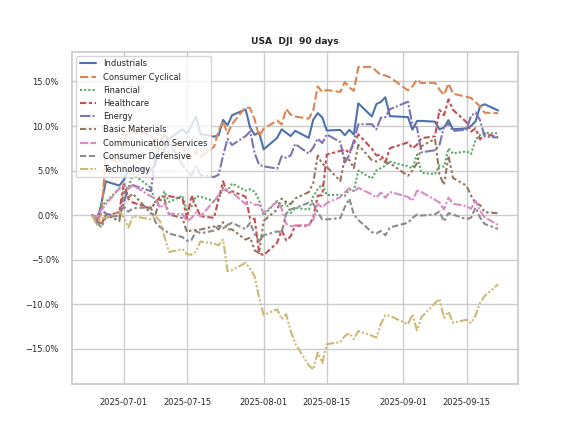 USA  DJI  90 days
Industrials
Consumer Cyclical
Financial
Healthcare
Energy
Basic Materials
Communication Services
Consumer Defensive
Technology
15.0%
10.0%
5.0%
0.0%
−5.0%
−10.0%
−15.0%
2025-07-01 2025-07-15 2025-08-01 2025-08-15 2025-09-01 2025-09-15